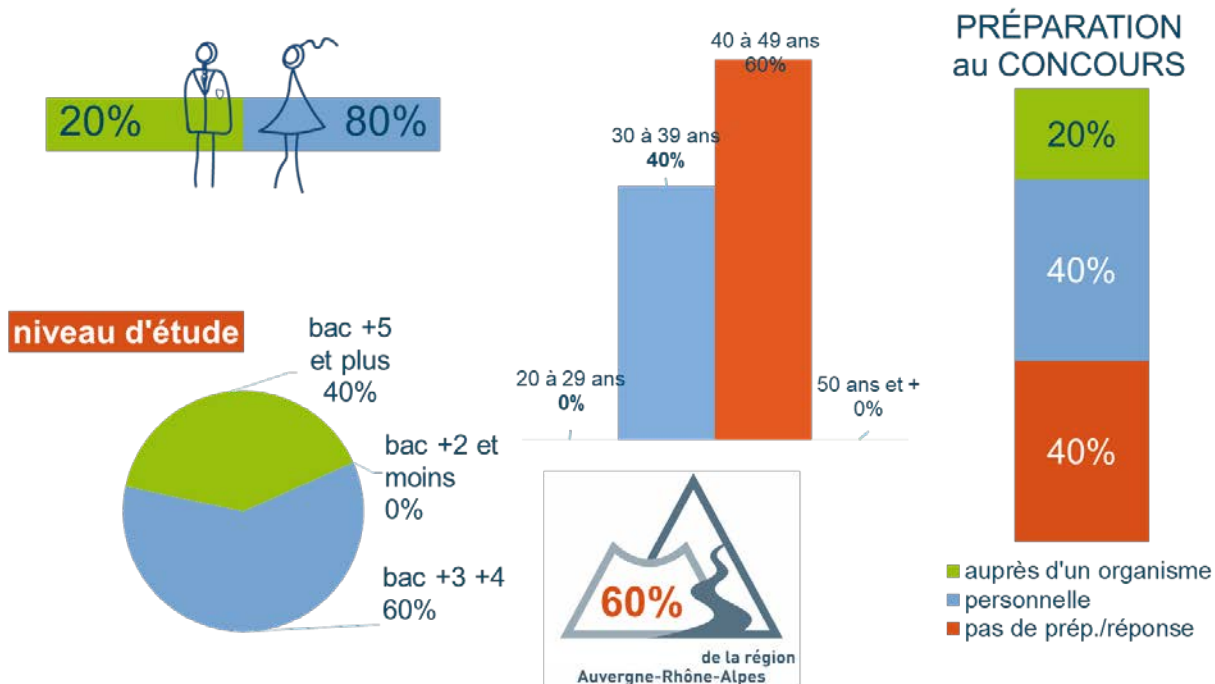 20%
80%
niveau d'étude
bac +5
et plus
40%
bac +2 et
moins
0%
bac +3 +4
60%
20 à 29 ans
0%
30 à 39 ans
40%
40 à 49 ans
60%
50 ans et +
0%
60%
de la région
Auvergne-Rhône-Alpes
PRÉPARATION
au CONCOURS
20%
40%
40%
auprès d'un organisme
personnelle
pas de prép./réponse